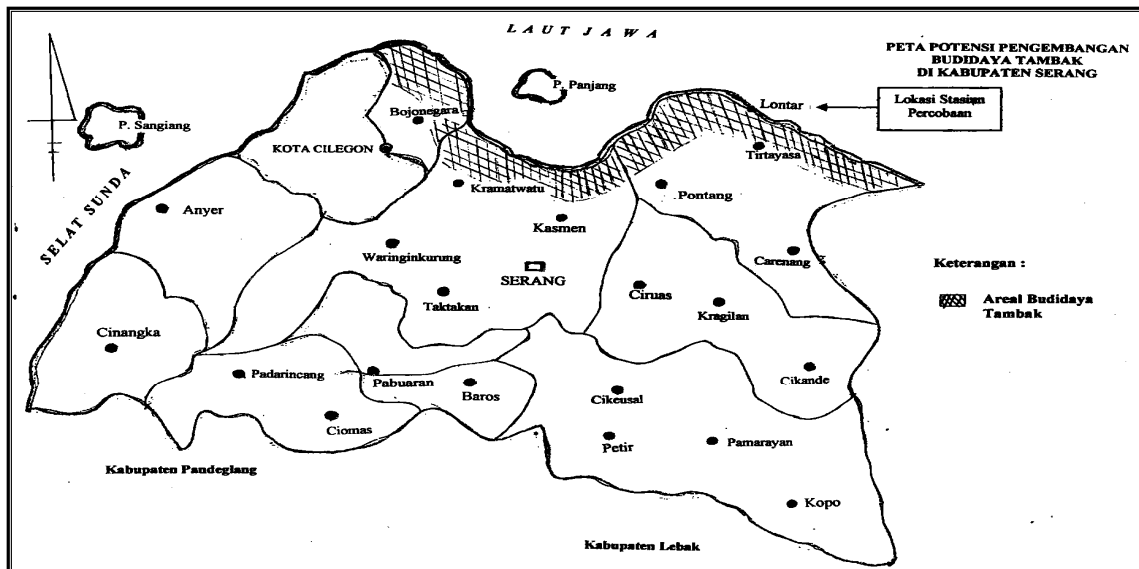 LAUT JAWA
PETA POTENSI PENGEMBANGAN
BUDIDAYA TAMBAK
DI KABUPATEN SERANG
P. Panjang
Lontar
Lokasi Stasiun
Percobaan
P. Sangiang
Bojonegara
KOTA CILEGON
Tirtayasa
Kramatwatu
Pontang
SELAT SUNDA
Anyer
Kasmen
Waringinkurung
Carenang
Keterangan :
SERANG
Ciruas
Taktakan
Kragilan
Areal Budidaya
Tambak
Cinangka
Padarincang
Pabuaran
Baros
Cikeusal
Cikande
Ciomas
Petir
Pamarayan
Kabupaten Pandeglang
Kopo
Kabupaten Lebak